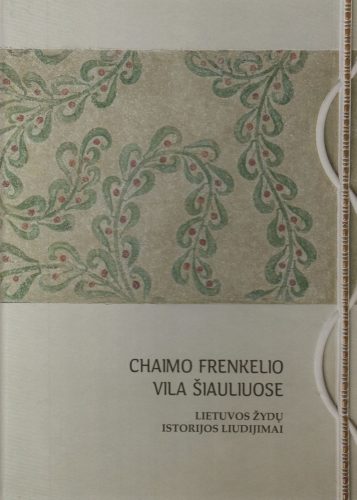 CHAIMO FRENKELIO
VILA ŠIAULIUOSE
LIETUVOS ŽYDŲ
ISTORIJOS LIUDIJIMAI